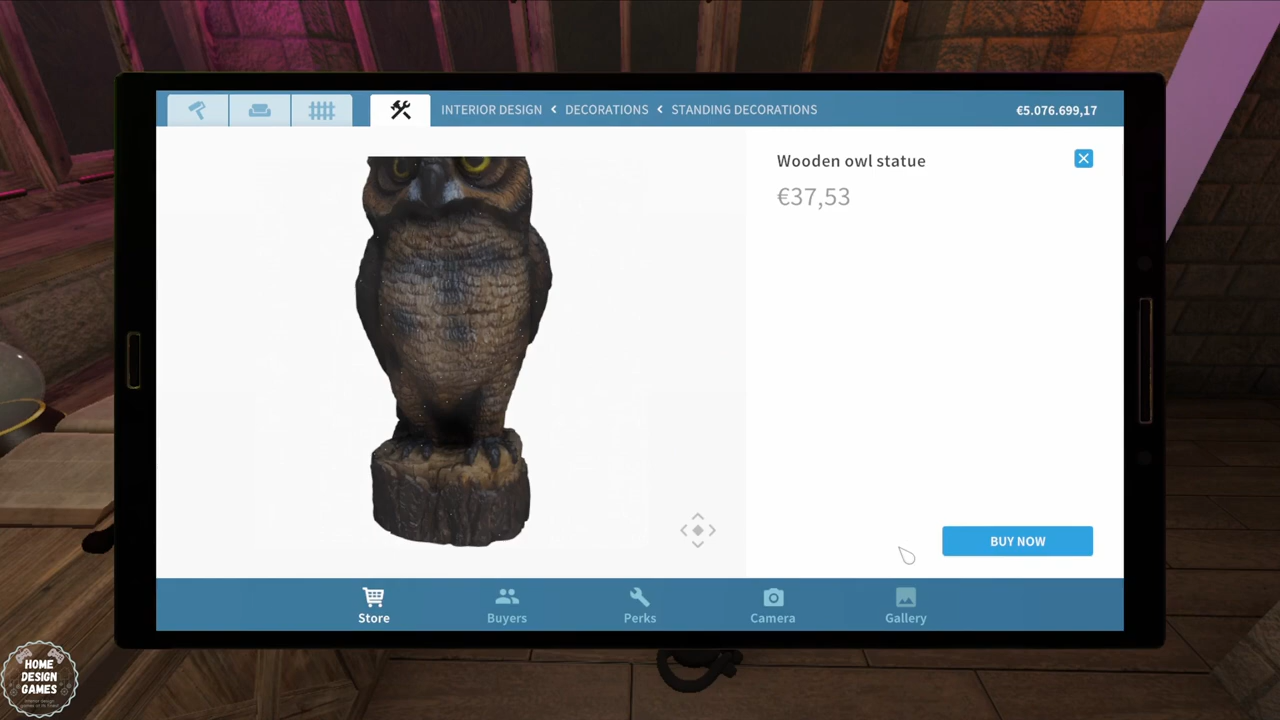 INTERIOR DESIGN < DECORATIONS < STANDING DECORATIONS
€5.076.699,17
Wooden owl statue
€37,53
BUY NOW
Store
Buyers
Perks
Camera
Gallery
HOME
DESIGN
GAMES